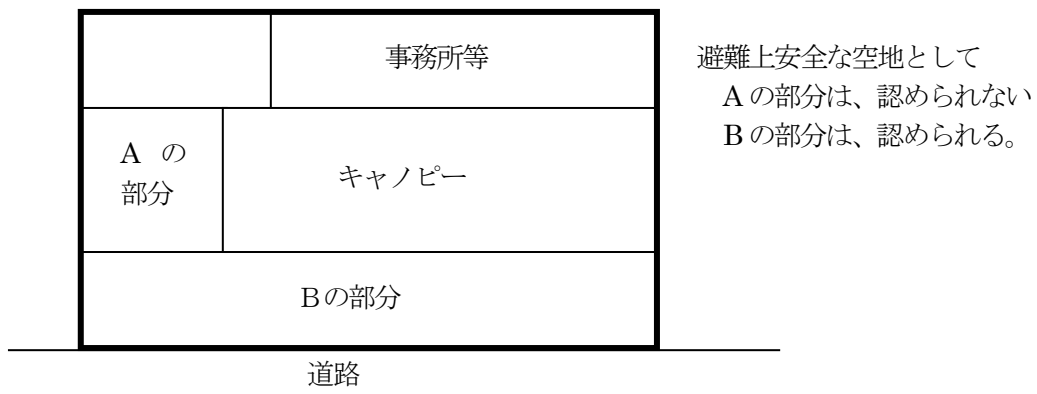 事務所等
避難上安全な空地として
Aの部分は、認められない
Bの部分は、認められる。
A の
部分
キャノピー
Bの部分
道路